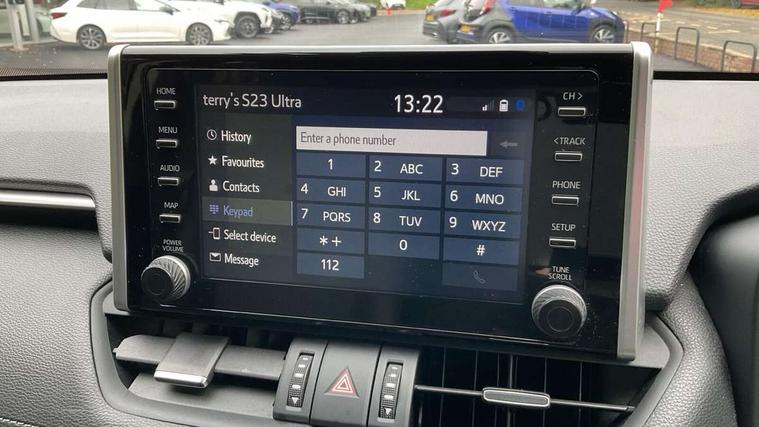 HOME
MENU
AUDIO
MAP
POWER
VOLUME
terry's S23 Ultra 13:22
History
Favourites
Contacts
Keypad
Select device
Message
Enter a phone number
1 2 ABC 3 DEF
4 GHI 5 JKL 6 MNO
7 PQRS 8 TUV 9 WXYZ
*+ 0 #
112
CH >
< TRACK
PHONE
SETUP
TUNE
SCROLL